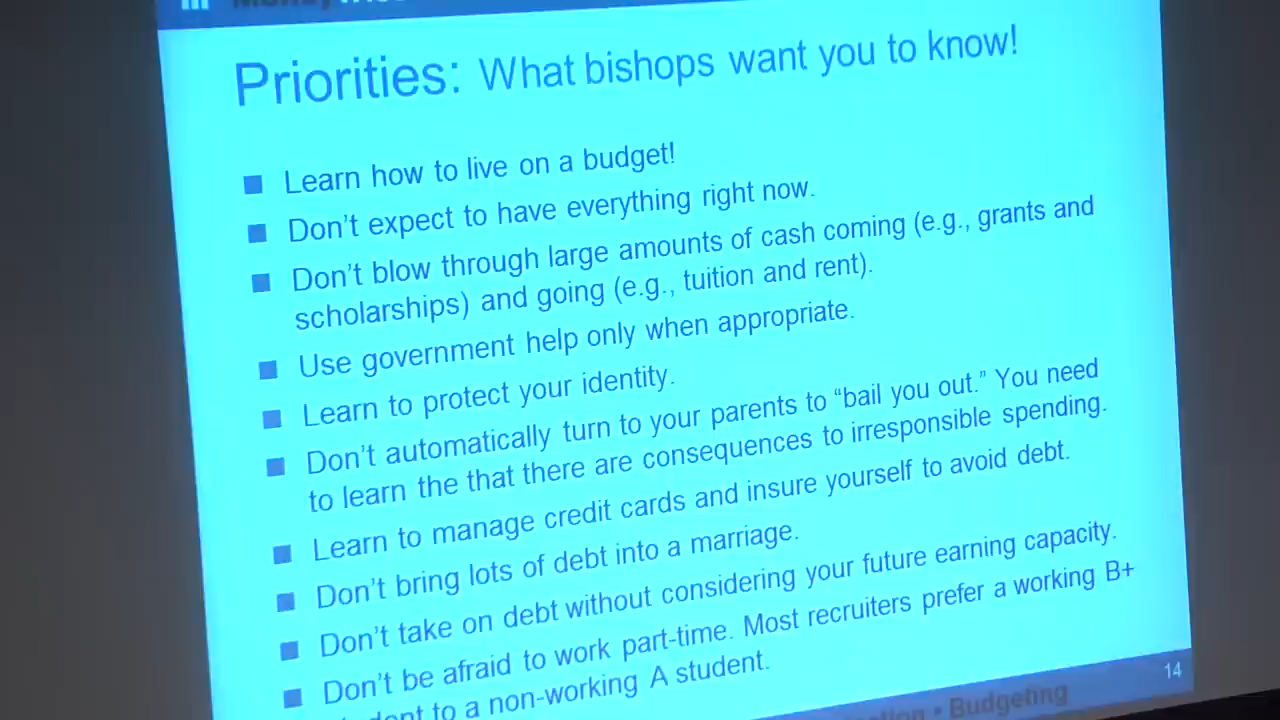 Priorities: What bishops want you to know!
■ Learn how to live on a budget!
■ Don't expect to have everything right now.
■ Don't blow through large amounts of cash coming (e.g., grants and
scholarships) and going (e.g., tuition and rent).
■ Use government help only when appropriate.
■ Learn to protect your identity.
■ Don't automatically turn to your parents to “bail you out.” You need
to learn the that there are consequences to irresponsible spending.
■ Learn to manage credit cards and insure yourself to avoid debt.
■ Don't bring lots of debt into a marriage.
■ Don't take on debt without considering your future earning capacity.
■ Don't be afraid to work part-time. Most recruiters prefer a working B+
to a non-working A student.
14
• Budgeting